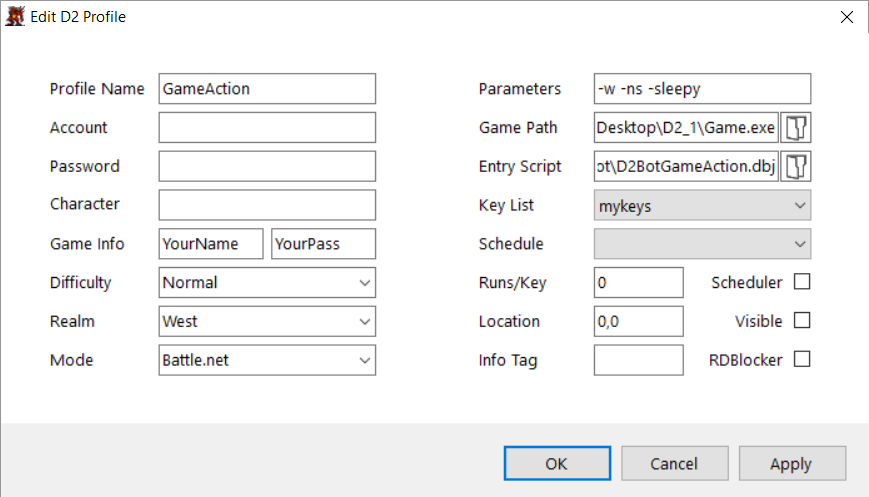 Edit D2 Profile
Profile Name GameAction
Account
Password
Character
Game Info YourName YourPass
Difficulty Normal
Realm West
Mode Battle.net
Parameters -w -ns -sleepy
Game Path Desktop\D2_1\Game.exe
Entry Script ot\D2BotGameAction.dbj
Key List mykeys
Schedule
Runs/Key 0 Scheduler
Location 0,0 Visible
Info Tag RDBlocker
OK Cancel Apply